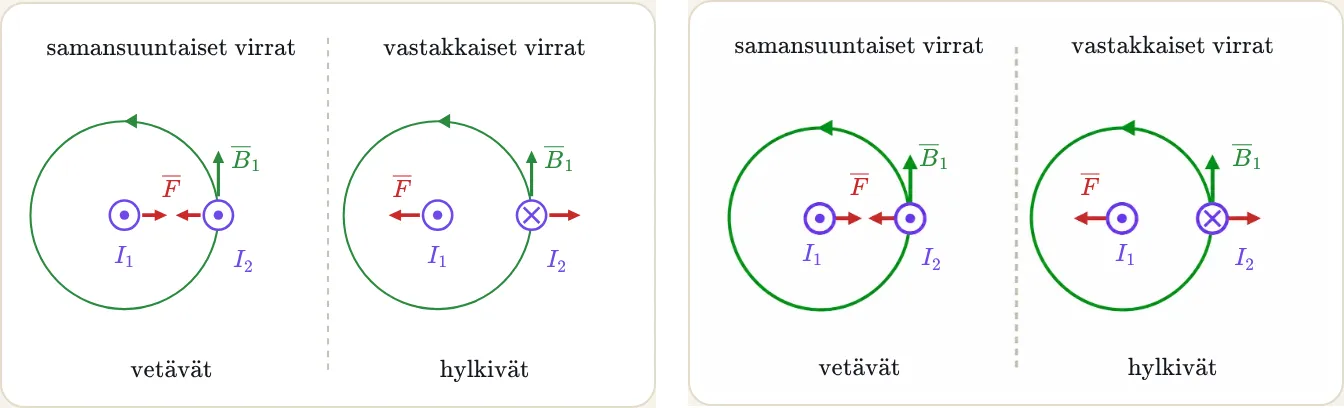 samansuuntaiset virrat
vastakkaiset virrat
B̅₁
F̅
I₁
I₂
B̅₁
F̅
I₁
I₂
vetävät
hylkivät
samansuuntaiset virrat
vastakkaiset virrat
B̅₁
F̅
I₁
I₂
B̅₁
F̅
I₁
I₂
vetävät
hylkivät